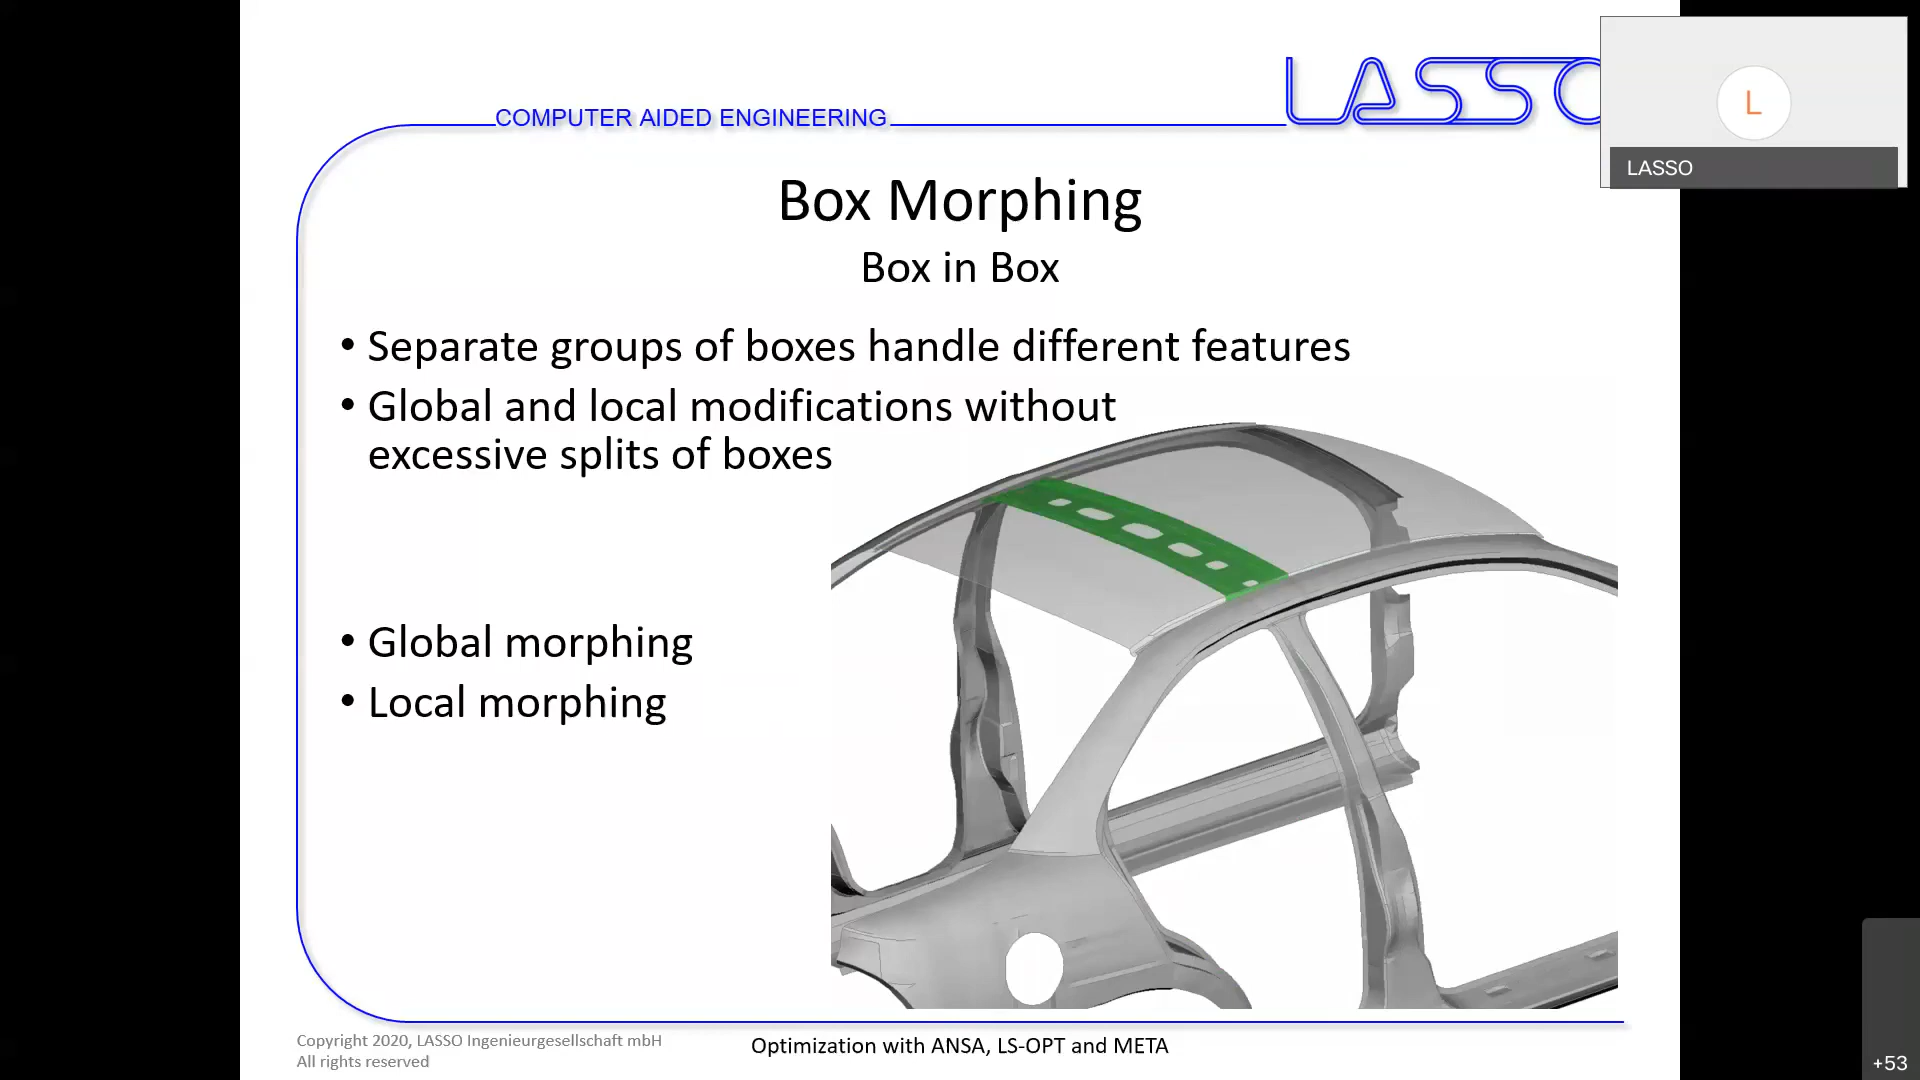 LASSO
COMPUTER AIDED ENGINEERING
L
LASSO
Box Morphing
Box in Box
• Separate groups of boxes handle different features
• Global and local modifications without
excessive splits of boxes
• Global morphing
• Local morphing
Copyright 2020, LASSO Ingenieurgesellschaft mbH
All rights reserved
Optimization with ANSA, LS-OPT and META
+53